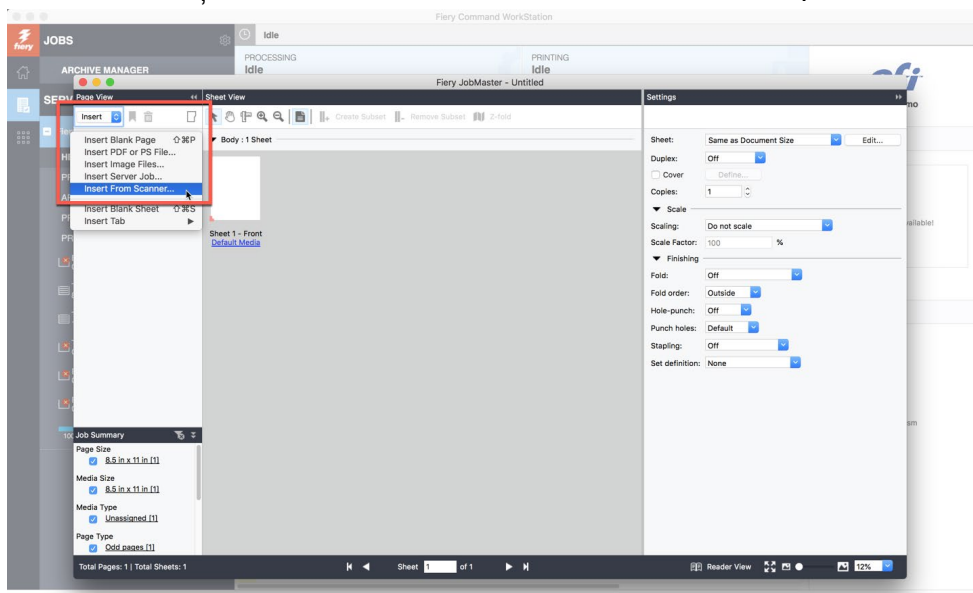 Fiery Command WorkStation
fiery
JOBS
Idle
PROCESSING
Idle
PRINTING
Idle
ARCHIVE MANAGER
Fiery JobMaster - Untitled
Page View
Sheet View
Settings
Insert
Create Subset
Remove Subset
Z-fold
Insert Blank Page ⇧⌘P
Insert PDF or PS File...
Insert Image Files...
Insert Server Job...
Insert From Scanner...
Insert Blank Sheet ⇧⌘S
Insert Tab
Body : 1 Sheet
Sheet 1 - Front
Default Media
Sheet: Same as Document Size Edit...
Duplex: Off
Cover Define...
Copies: 1
Scale
Scaling: Do not scale
Scale Factor: 100 %
Finishing
Fold: Off
Fold order: Outside
Hole-punch: Off
Punch holes: Default
Stapling: Off
Set definition: None
Job Summary
Page Size
8.5 in x 11 in [1]
Media Size
8.5 in x 11 in [1]
Media Type
Unassigned [1]
Page Type
Odd pages [1]
Total Pages: 1 | Total Sheets: 1
Sheet 1 of 1
Reader View
12%